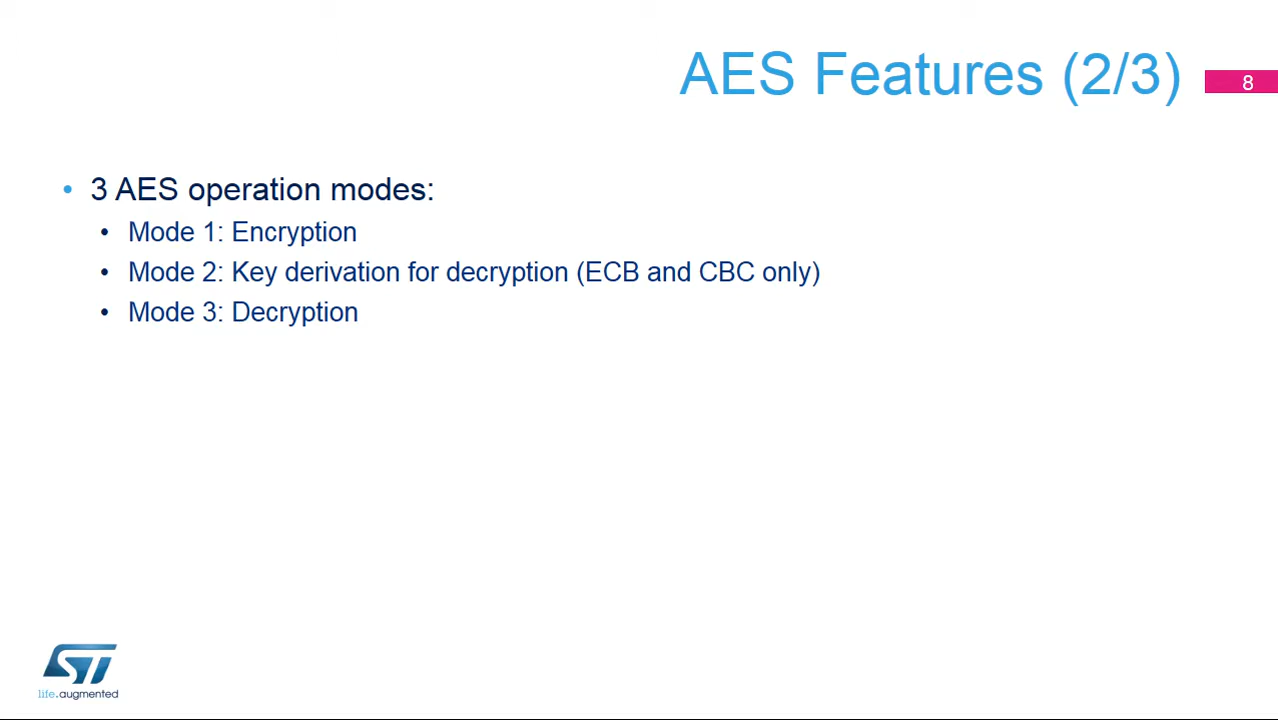 AES Features (2/3)
8
• 3 AES operation modes:
• Mode 1: Encryption
• Mode 2: Key derivation for decryption (ECB and CBC only)
• Mode 3: Decryption
ST
life.augmented